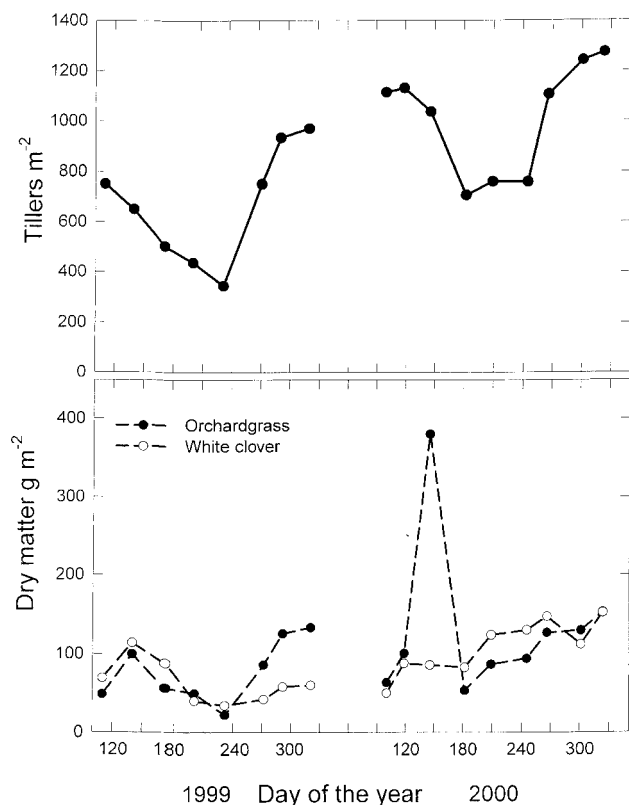 1400
1200
1000
800
600
400
200
0
Tillers m-2
Orchardgrass
White clover
400
300
200
100
0
Dry matter g m-2
120 180 240 300 120 180 240 300
1999 Day of the year 2000